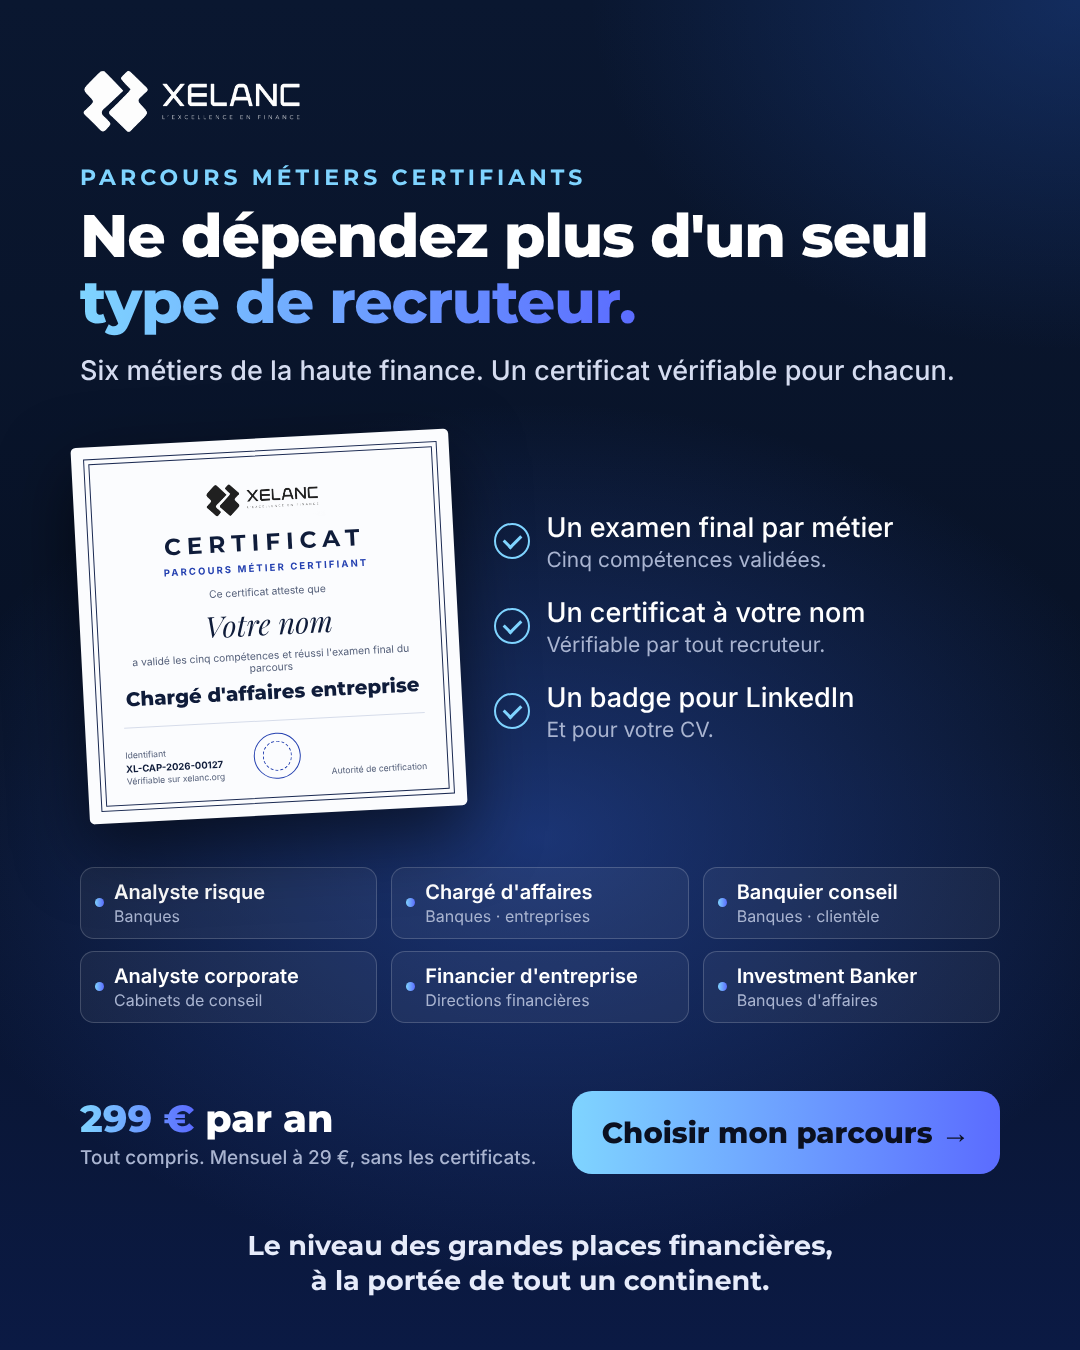 XELANC
L'EXCELLENCE EN FINANCE
PARCOURS MÉTIERS CERTIFIANTS
Ne dépendez plus d'un seul
type de recruteur.
Six métiers de la haute finance. Un certificat vérifiable pour chacun.
XELANC
L'EXCELLENCE EN FINANCE
CERTIFICAT
PARCOURS MÉTIER CERTIFIANT
Ce certificat atteste que
Votre nom
a validé les cinq compétences et réussi l'examen final du
parcours
Chargé d'affaires entreprise
Identifiant
XL-CAP-2026-00127
Vérifiable sur xelanc.org
Autorité de certification
Un examen final par métier
Cinq compétences validées.
Un certificat à votre nom
Vérifiable par tout recruteur.
Un badge pour LinkedIn
Et pour votre CV.
Analyste risque
Banques
Chargé d'affaires
Banques · entreprises
Banquier conseil
Banques · clientèle
Analyste corporate
Cabinets de conseil
Financier d'entreprise
Directions financières
Investment Banker
Banques d'affaires
299 € par an
Tout compris. Mensuel à 29 €, sans les certificats.
Choisir mon parcours →
Le niveau des grandes places financières,
à la portée de tout un continent.